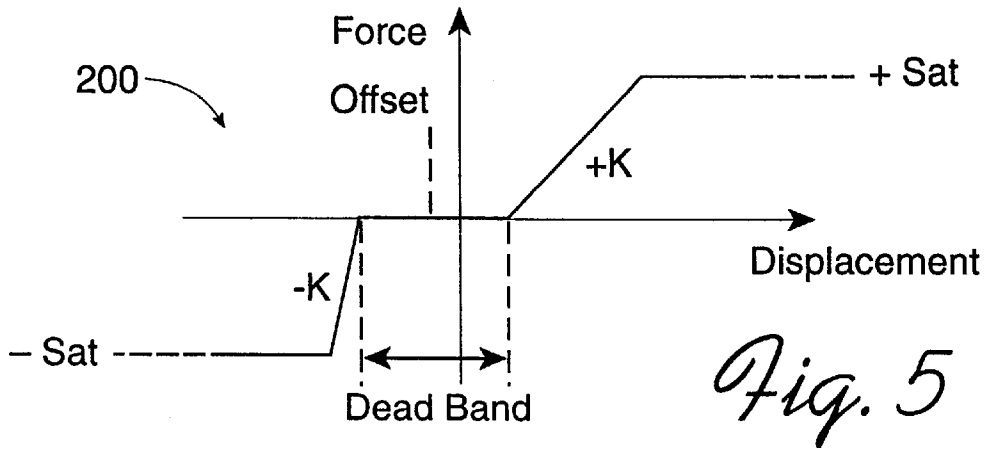 Force
200
Offset
+ Sat
+K
Displacement
-K
– Sat
Dead Band
Fig. 5